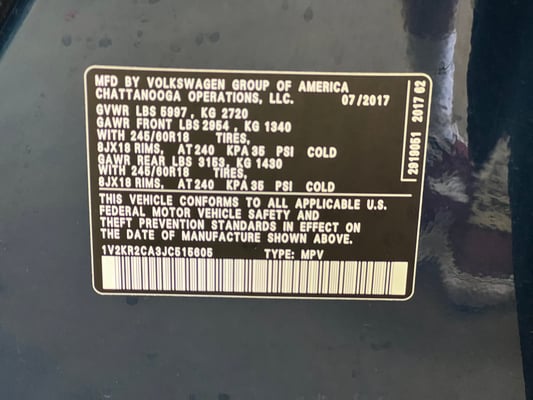 MFD BY VOLKSWAGEN GROUP OF AMERICA
CHATTANOOGA OPERATIONS, LLC. 07/2017
GVWR LBS 5997 , KG 2720
GAWR FRONT LBS 2954 , KG 1340
WITH 245/60R18 TIRES,
8JX18 RIMS, AT 240 KPA 35 PSI COLD
GAWR REAR LBS 3153, KG 1430
WITH 245/60R18 TIRES,
8JX18 RIMS, AT 240 KPA 35 PSI COLD
THIS VEHICLE CONFORMS TO ALL APPLICABLE U.S.
FEDERAL MOTOR VEHICLE SAFETY AND
THEFT PREVENTION STANDARDS IN EFFECT ON
THE DATE OF MANUFACTURE SHOWN ABOVE.
1V2KR2CA3JC515805 TYPE: MPV
2919051 2017 02